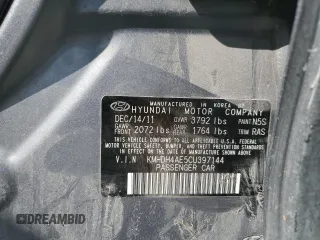 MANUFACTURED IN KOREA BY
HYUNDAI MOTOR COMPANY
DEC/14/11 GVWR 3792 lbs PAINT N5S
GAWR FRONT 2072 lbs GAWR REAR 1764 lbs TRIM RAS
THIS VEHICLE CONFORMS TO ALL
APPLICABLE U.S. FEDERAL MOTOR
VEHICLE SAFETY, BUMPER, AND THEFT
PREVENTION STANDARDS IN EFFECT ON
THE DATE OF MANUFACTURE SHOWN ABOVE.
V.I.N KMHDH4AE5CU397144
PASSENGER CAR
DREAMBID